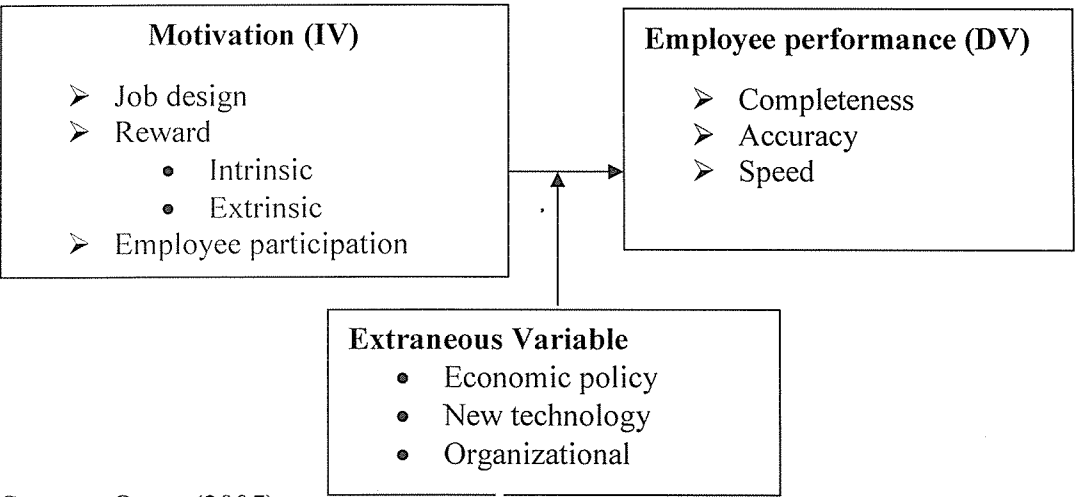 Motivation (IV)
➢ Job design
➢ Reward
• Intrinsic
• Extrinsic
➢ Employee participation
Employee performance (DV)
➢ Completeness
➢ Accuracy
➢ Speed
Extraneous Variable
• Economic policy
• New technology
• Organizational